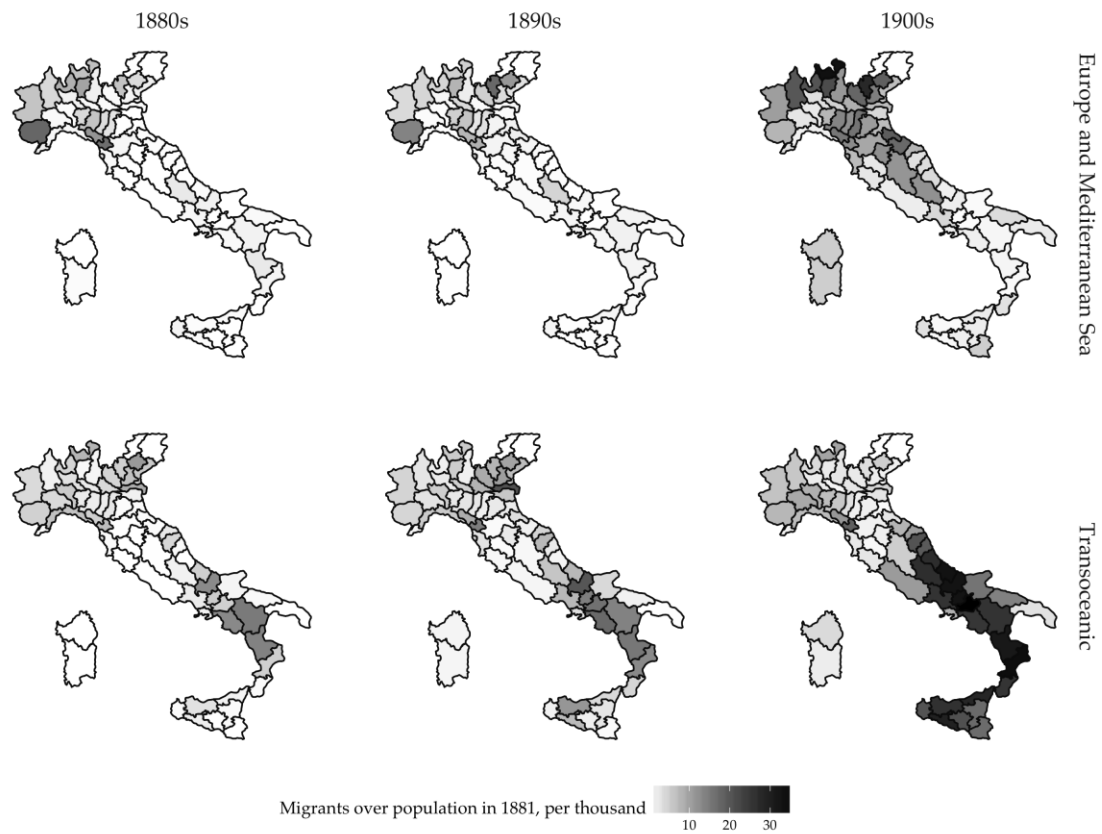 1880s
1890s
1900s
Europe and Mediterranean Sea
Transoceanic
Migrants over population in 1881, per thousand
10 20 30